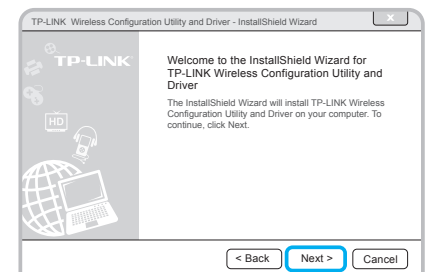 TP-LINK Wireless Configuration Utility and Driver - InstallShield Wizard
X
TP-LINK
HD
Welcome to the InstallShield Wizard for
TP-LINK Wireless Configuration Utility and
Driver
The InstallShield Wizard will install TP-LINK Wireless
Configuration Utility and Driver on your computer. To
continue, click Next.
< Back Next > Cancel